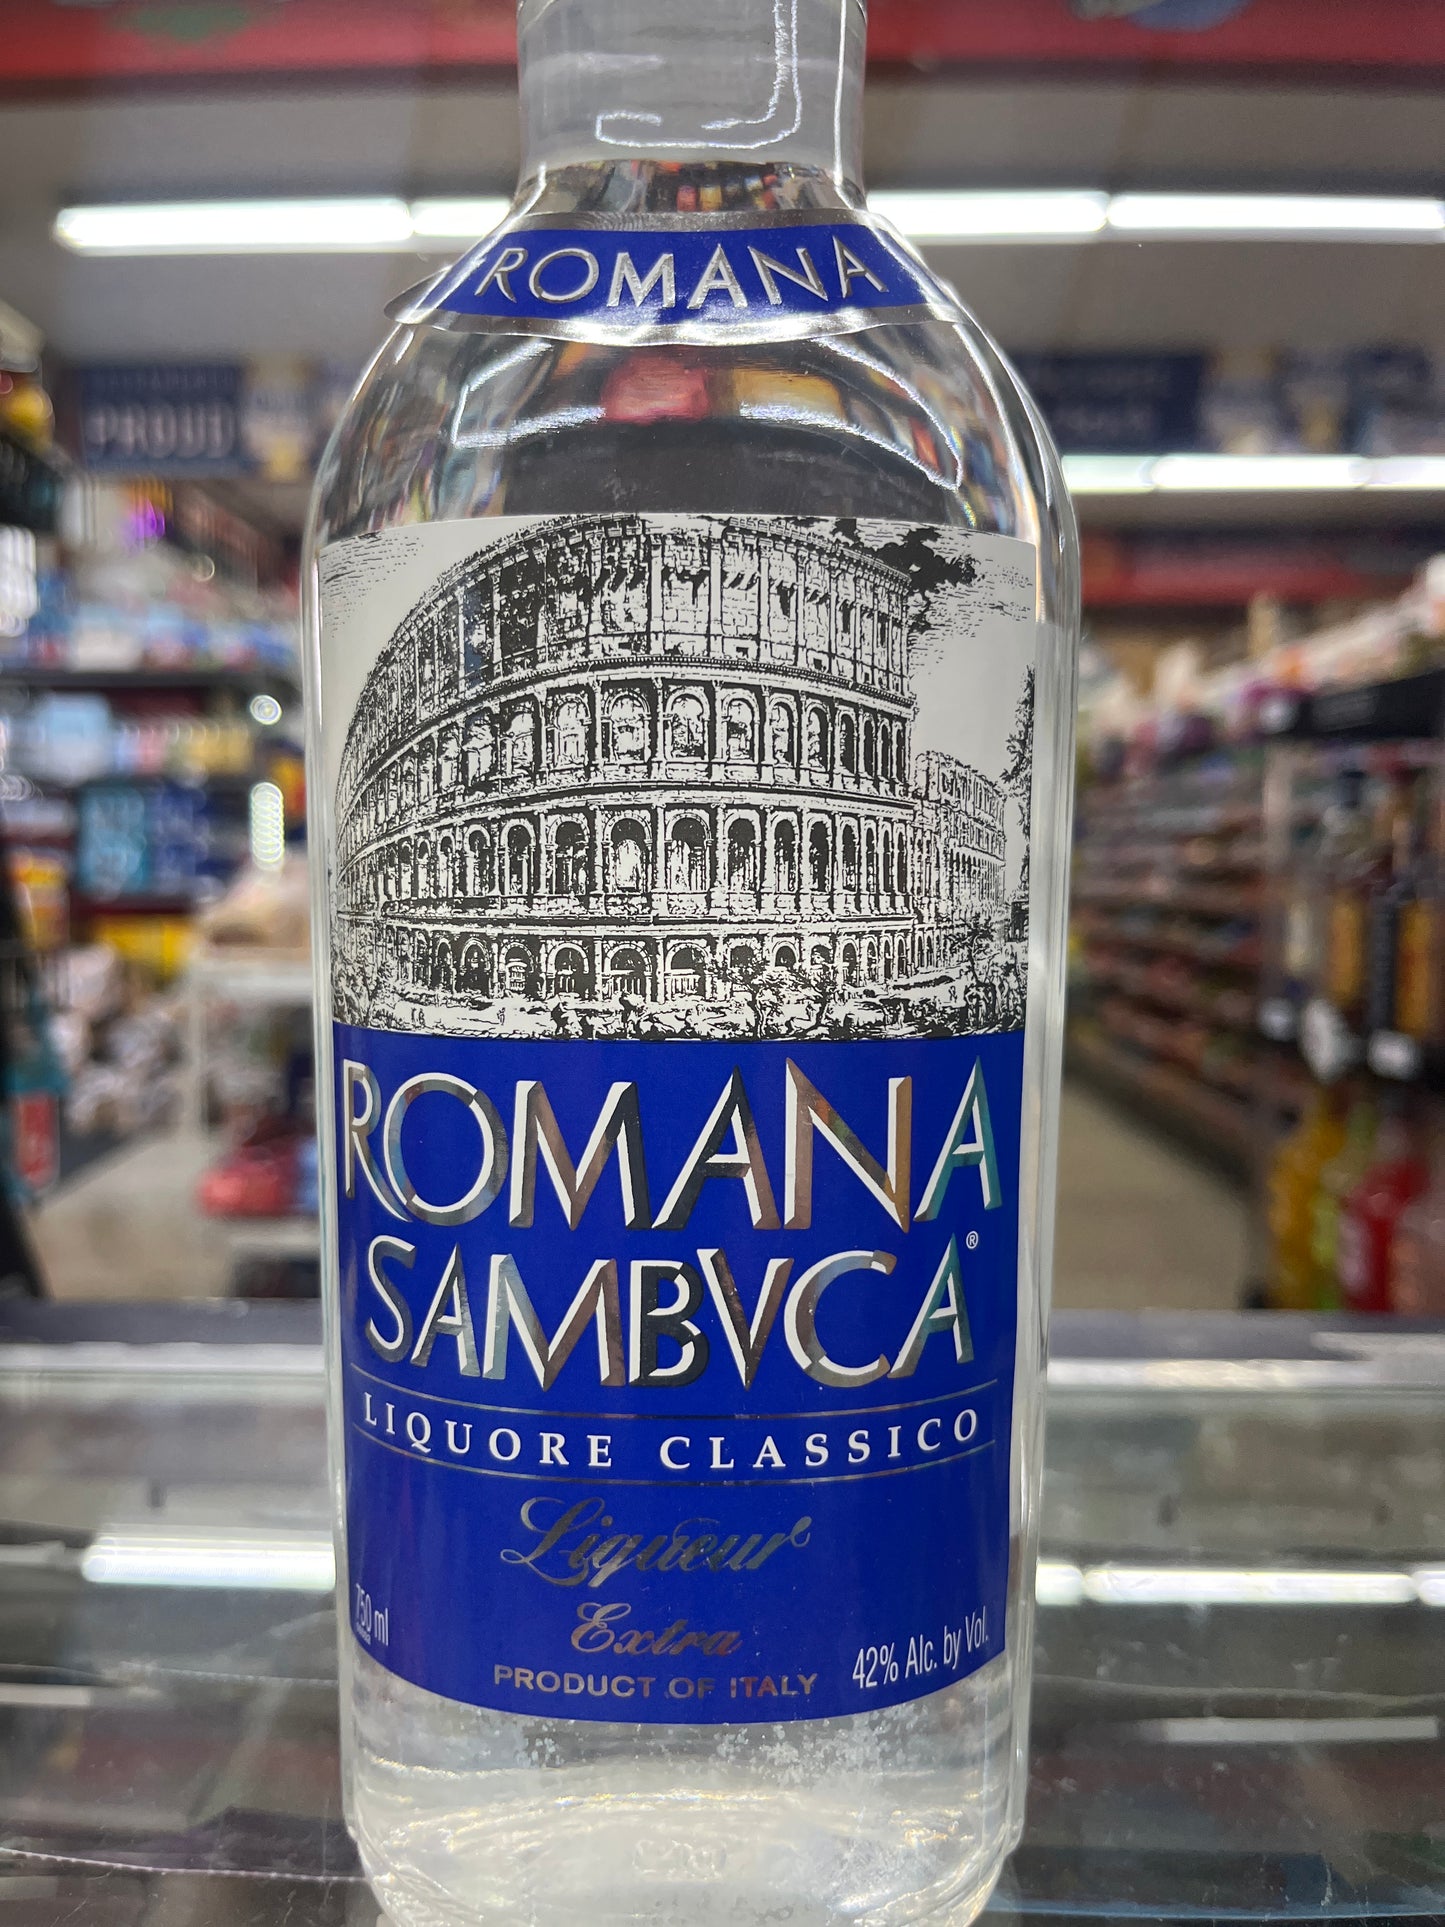 ROMANA
PROUD
ROMANA
SAMBVCA®
LIQUORE CLASSICO
Liqueur
Extra
750 ml
42% Alc. by Vol.
PRODUCT OF ITALY